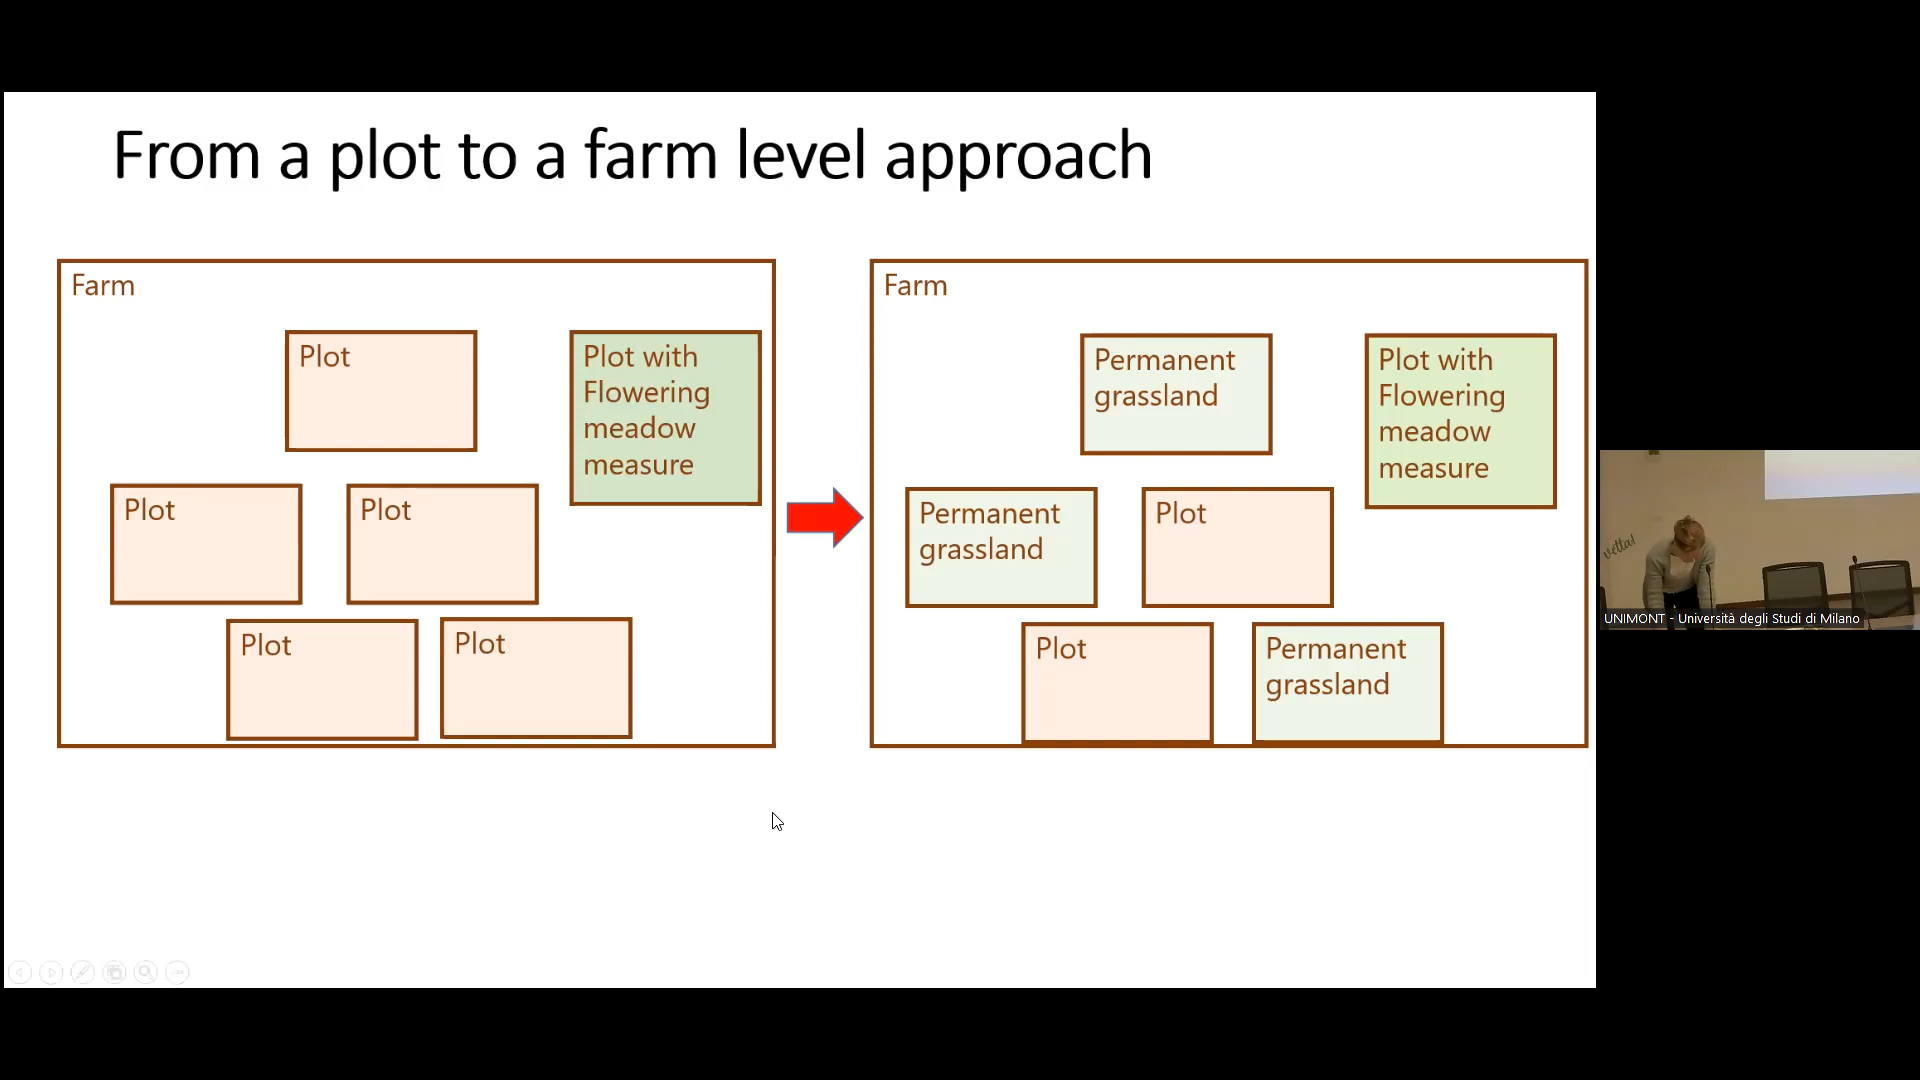 From a plot to a farm level approach
Farm
Plot
Plot with
Flowering
meadow
measure
Plot
Plot
Plot
Plot
Farm
Permanent
grassland
Plot with
Flowering
meadow
measure
Permanent
grassland
Plot
Plot
Permanent
grassland
vetta!
UNIMONT - Università degli Studi di Milano